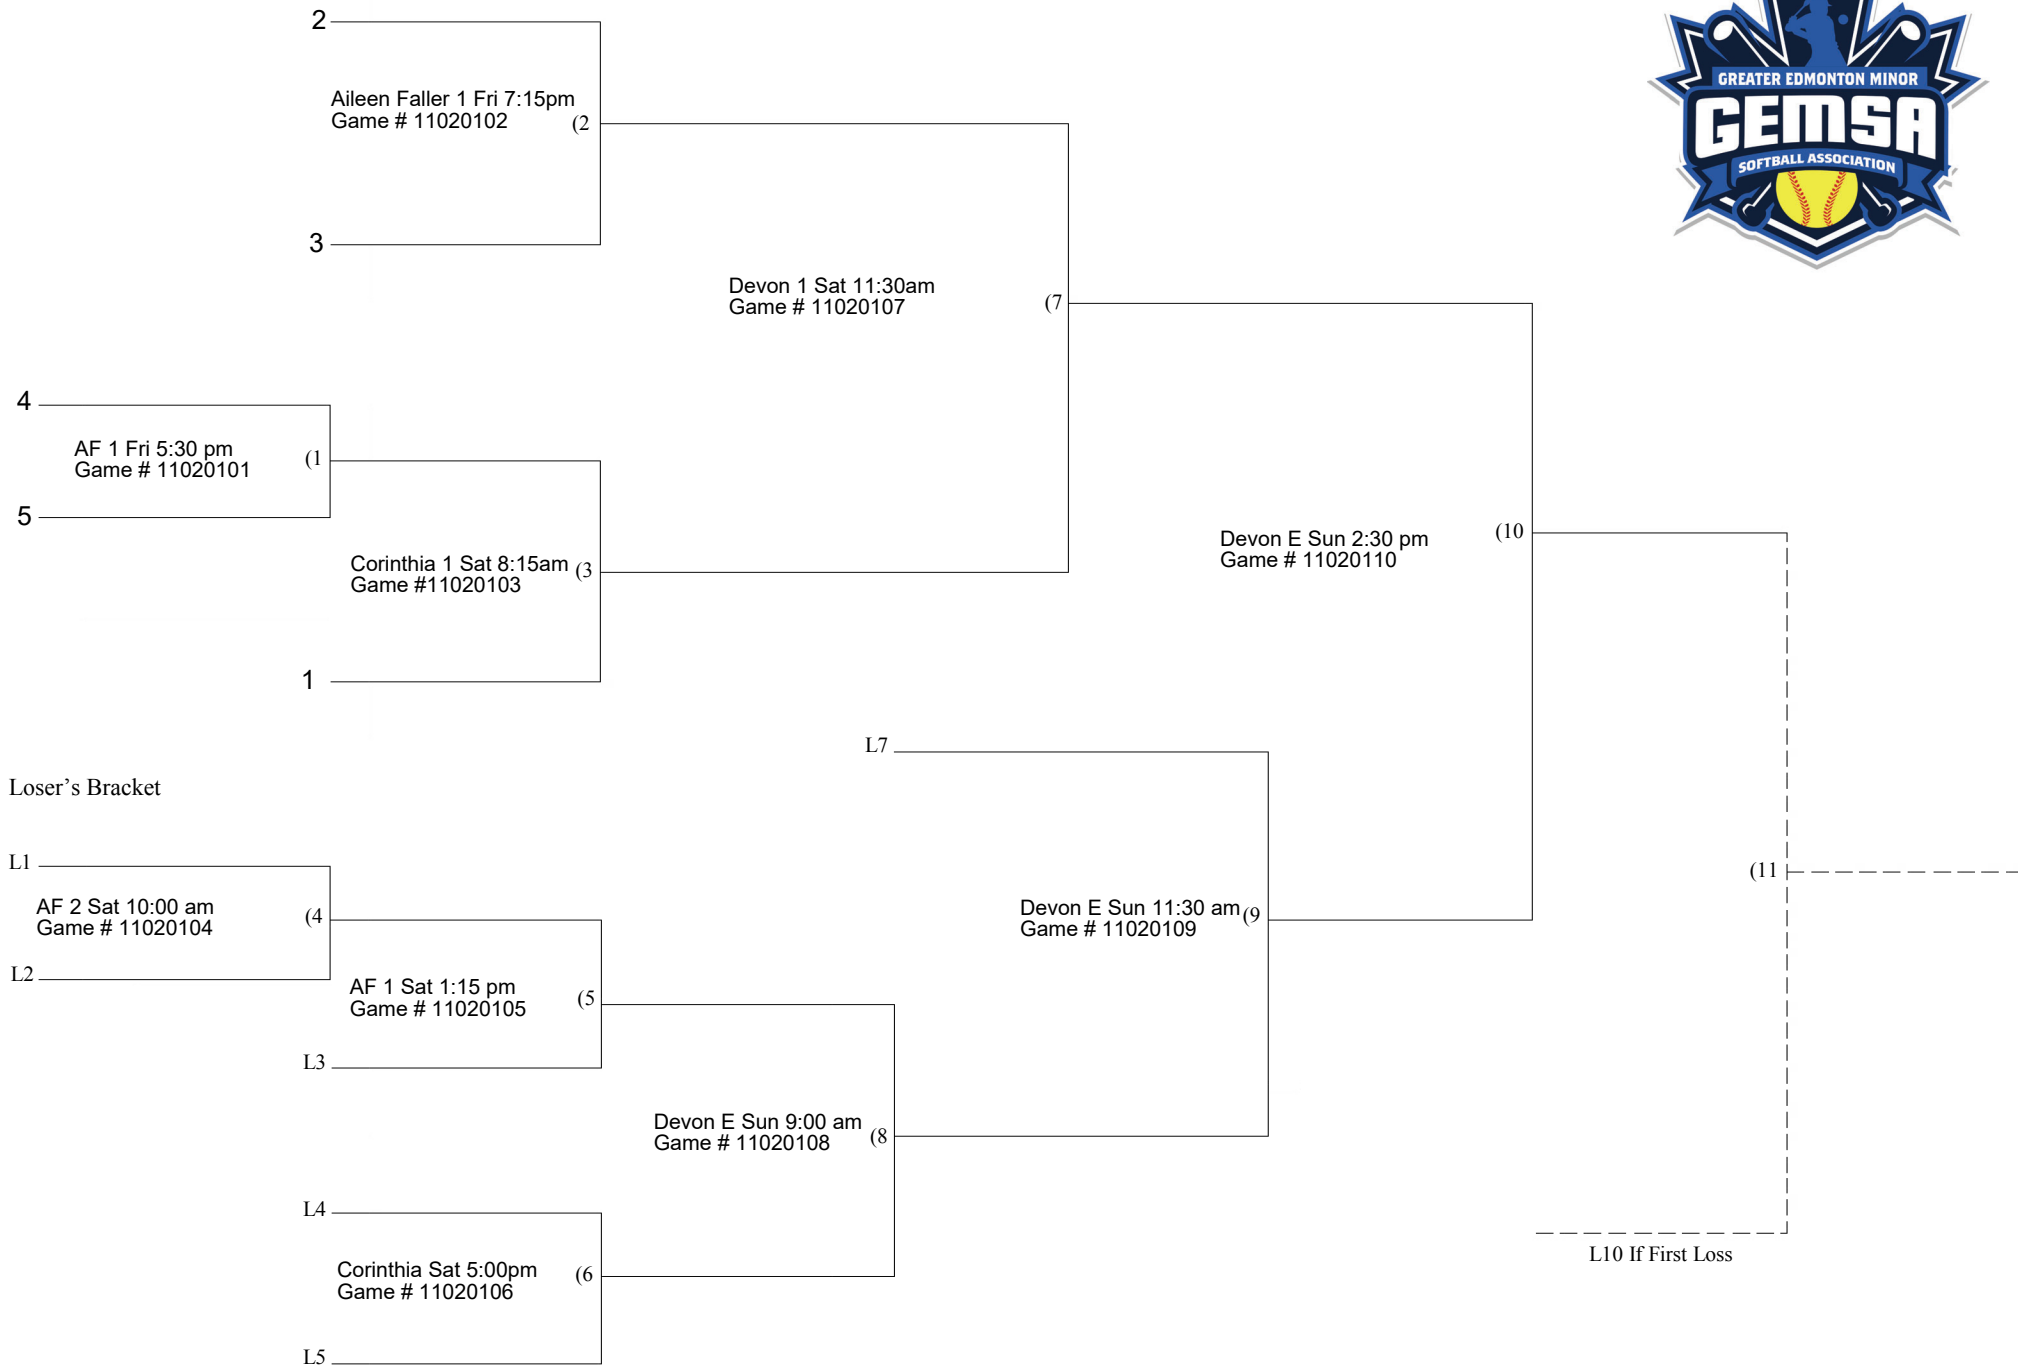 2
Aileen Faller 1 Fri 7:15pm
Game # 11020102
(2
3
GREATER EDMONTON MINOR
GEMSA
SOFTBALL ASSOCIATION
Devon 1 Sat 11:30am
Game # 11020107
(7
4
AF 1 Fri 5:30 pm
Game # 11020101
(1
5
Corinthia 1 Sat 8:15am
Game #11020103
(3
1
Devon E Sun 2:30 pm
Game # 11020110
(10
L7
Loser’s Bracket
L1
AF 2 Sat 10:00 am
Game # 11020104
(4
L2
AF 1 Sat 1:15 pm
Game # 11020105
(5
L3
Devon E Sun 11:30 am
Game # 11020109
(9
(11
Devon E Sun 9:00 am
Game # 11020108
(8
L4
Corinthia Sat 5:00pm
Game # 11020106
(6
L5
L10 If First Loss